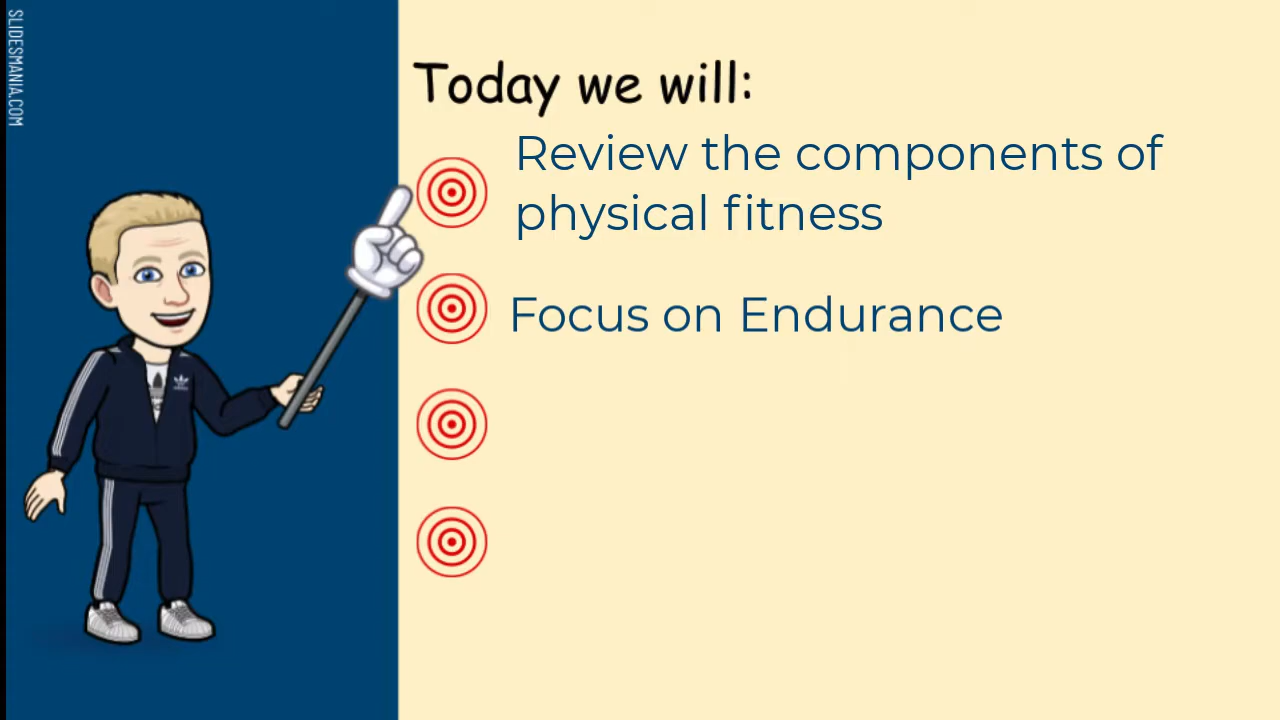 SLIDESMANIA.COM
Today we will:
Review the components of
physical fitness
Focus on Endurance